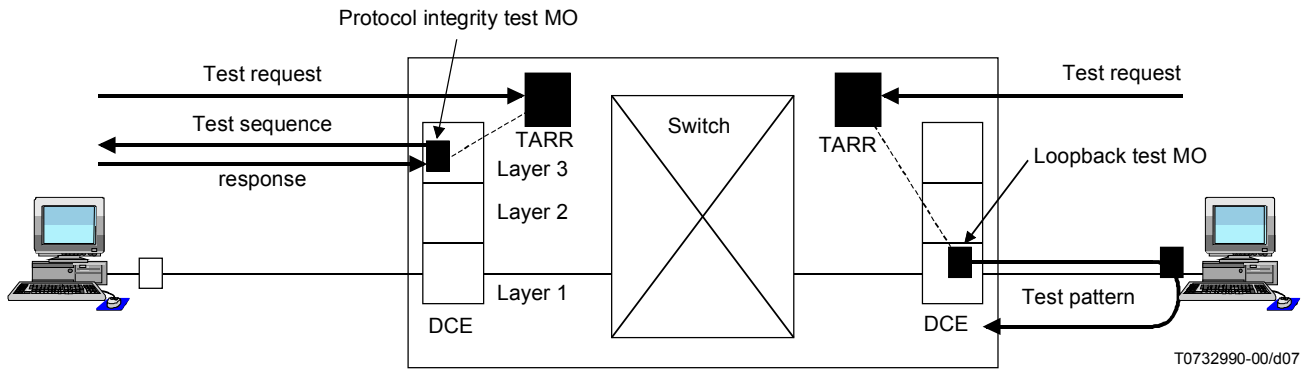 Protocol integrity test MO
Test request
Test request
Test sequence
response
TARR
Switch
TARR
Loopback test MO
Layer 3
Layer 2
Layer 1
DCE
DCE
Test pattern
T0732990-00/d07